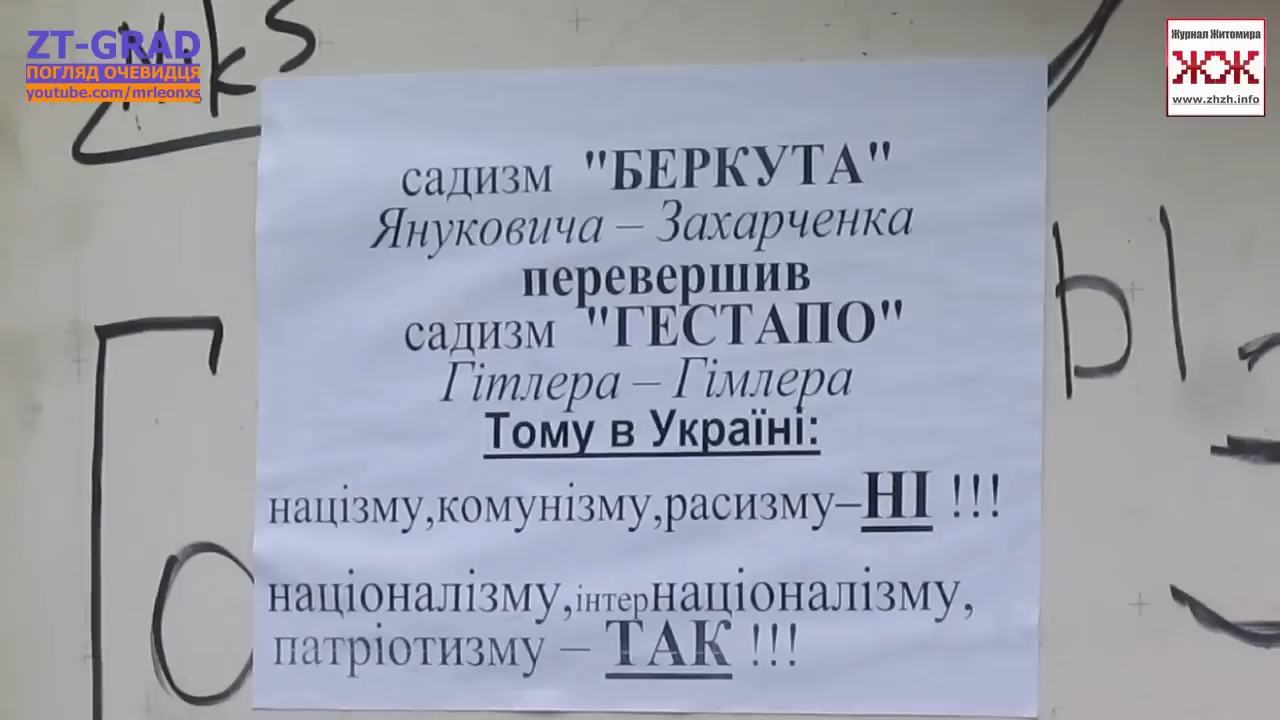 ZT-GRAD
ПОГЛЯД ОЧЕВИДЦЯ
youtube.com/mrleonxs
Журнал Житомира
ЖЖ
www.zhzh.info
садизм "БЕРКУТА"
Януковича – Захарченка
перевершив
садизм "ГЕСТАПО"
Гітлера – Гімлера
Тому в Україні:
націзму,комунізму,расизму–НІ !!!
націоналізму,інтернаціоналізму,
патріотизму – ТАК !!!